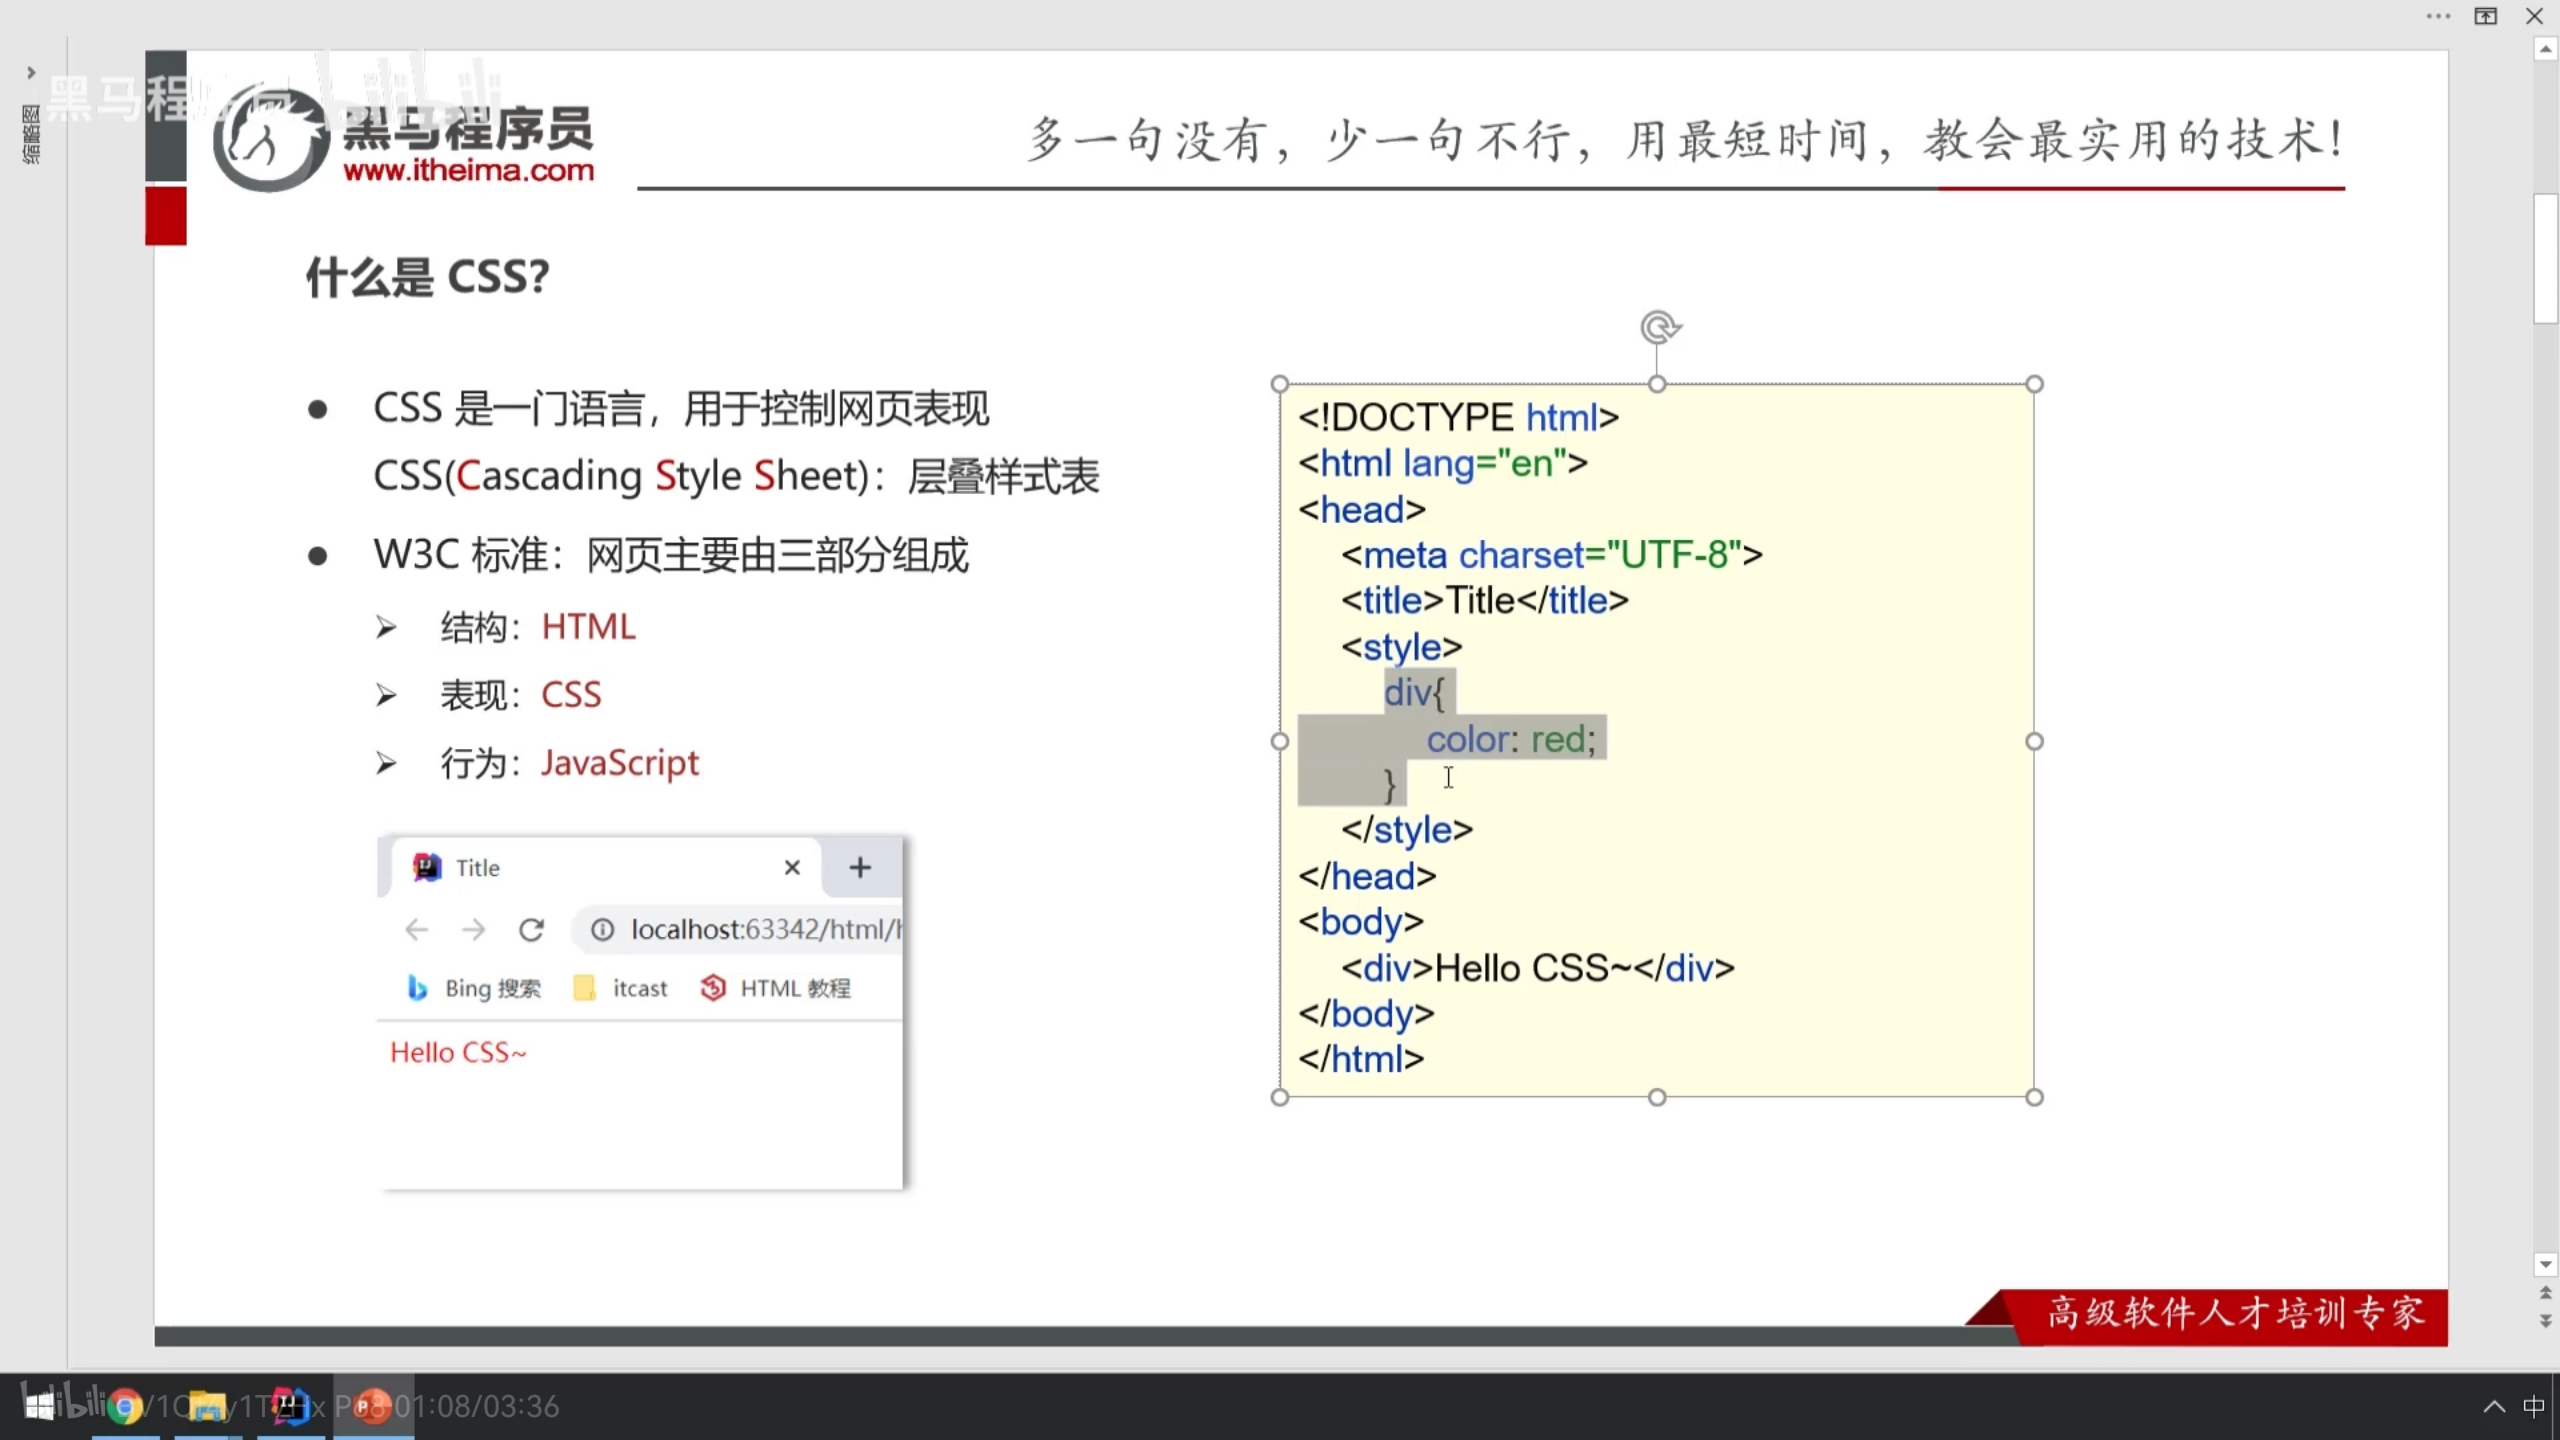 缩略图
黑马程序员 bilibili
黑马程序员
www.itheima.com
多一句没有，少一句不行，用最短时间，教会最实用的技术！
什么是 CSS?
● CSS 是一门语言，用于控制网页表现
CSS(Cascading Style Sheet)：层叠样式表
● W3C 标准：网页主要由三部分组成
➢ 结构：HTML
➢ 表现：CSS
➢ 行为：JavaScript
Title
localhost:63342/html/
Bing 搜索 itcast HTML 教程
Hello CSS~
<!DOCTYPE html>
<html lang="en">
<head>
<meta charset="UTF-8">
<title>Title</title>
<style>
div{
color: red;
}
</style>
</head>
<body>
<div>Hello CSS~</div>
</body>
</html>
高级软件人才培训专家
bilibili 01:08/03:36
中